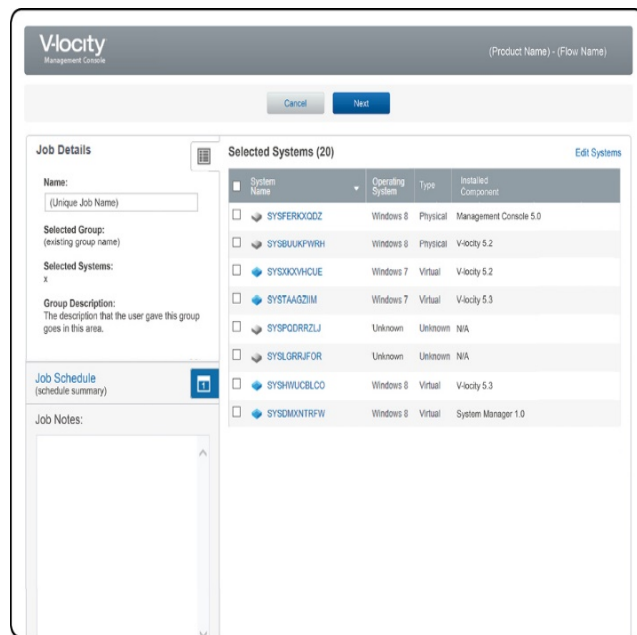 V-locity
Management Console
(Product Name) - (Flow Name)
Cancel
Next
Job Details
Name:
(Unique Job Name)
Selected Group:
(existing group name)
Selected Systems:
x
Group Description:
The description that the user gave this group
goes in this area.
Job Schedule
(schedule summary)
1
Job Notes:
Selected Systems (20)
Edit Systems
System Name Operating System Type Installed Component
SYSFERKXQDZ Windows 8 Physical Management Console 5.0
SYSBUUKPWRH Windows 8 Physical V-locity 5.2
SYSXKXVHCUE Windows 7 Virtual V-locity 5.2
SYSTAAGZIIM Windows 7 Virtual V-locity 5.3
SYSPQDRRZLJ Unknown Unknown N/A
SYSLGRRJFOR Unknown Unknown N/A
SYSHWUCBLCO Windows 8 Virtual V-locity 5.3
SYSDMXNTRFW Windows 8 Virtual System Manager 1.0